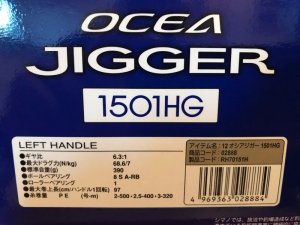 OCEA
JIGGER
1501HG
LEFT HANDLE
●ギヤ比 6.3:1
●最大ドラグ力(N/kg) 68.6/7
●標準自重(g) 390
●ボールベアリング 8 S A-RB
●ローラーベアリング 1
●最大巻上長(cm/ハンドル1回転) 97
P E (号-m) 2-500・2.5-400・3-320
アイテム名: 12 オシアジガー 1501HG
商品コード: 02888
製品コード: RH70151H
4 969363 028884